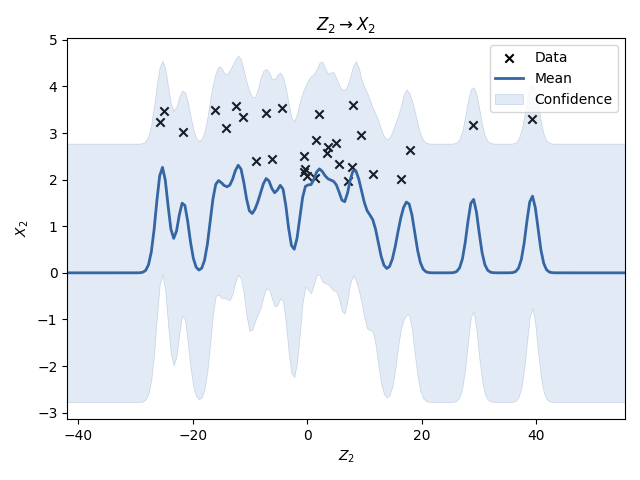 Z₂ → X₂
5
4
3
2
1
0
−1
−2
−3
X₂
Data
Mean
Confidence
−40
−20
0
20
40
Z₂